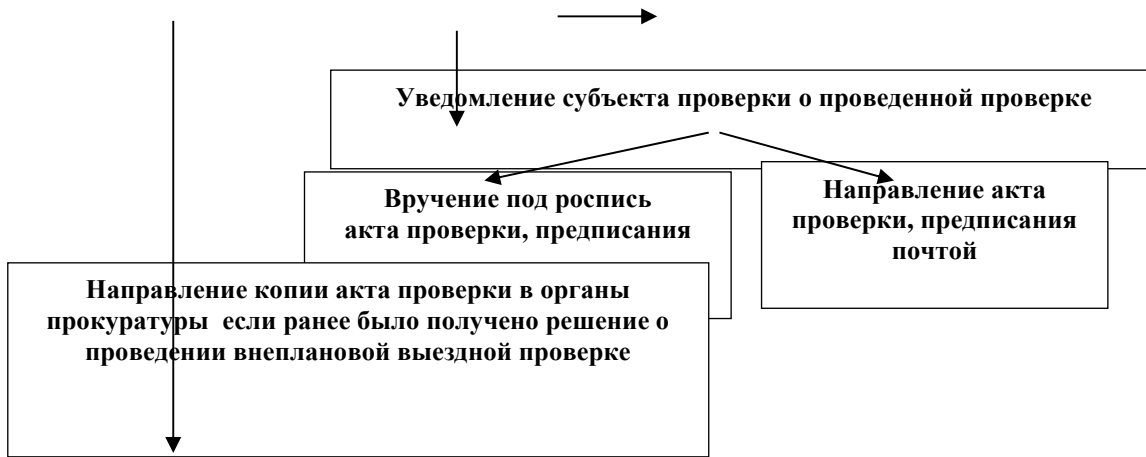 Уведомление субъекта проверки о проведенной проверке
Вручение под роспись
акта проверки, предписания
Направление акта
проверки, предписания
почтой
Направление копии акта проверки в органы
прокуратуры если ранее было получено решение о
проведении внеплановой выездной проверке